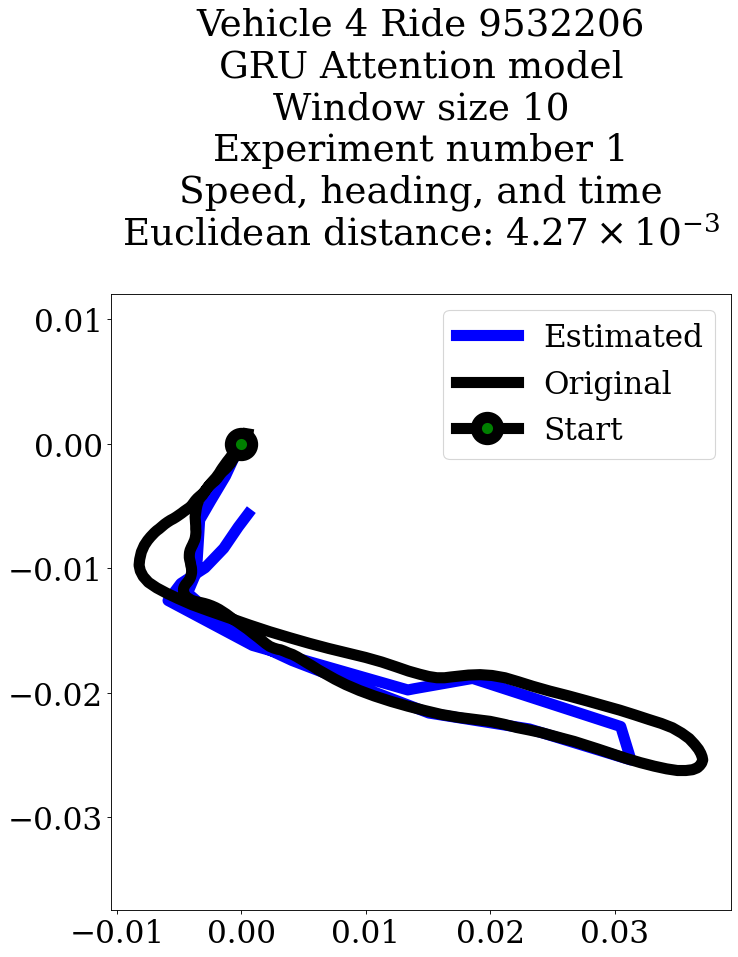 Vehicle 4 Ride 9532206
GRU Attention model
Window size 10
Experiment number 1
Speed, heading, and time
Euclidean distance: 4.27 × 10⁻³
Estimated
Original
Start
0.01
0.00
−0.01
−0.02
−0.03
−0.01 0.00 0.01 0.02 0.03